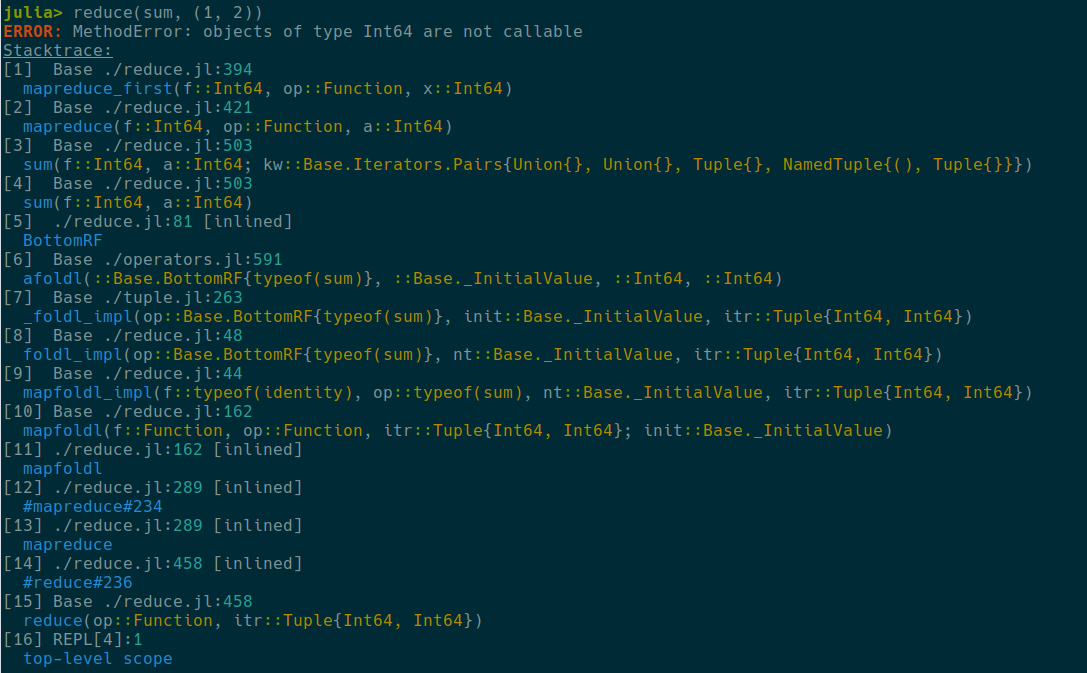 julia> reduce(sum, (1, 2))
ERROR: MethodError: objects of type Int64 are not callable
Stacktrace:
[1]  Base ./reduce.jl:394
  mapreduce_first(f::Int64, op::Function, x::Int64)
[2]  Base ./reduce.jl:421
  mapreduce(f::Int64, op::Function, a::Int64)
[3]  Base ./reduce.jl:503
  sum(f::Int64, a::Int64; kw::Base.Iterators.Pairs{Union{}, Union{}, Tuple{}, NamedTuple{(), Tuple{}}})
[4]  Base ./reduce.jl:503
  sum(f::Int64, a::Int64)
[5]  ./reduce.jl:81 [inlined]
  BottomRF
[6]  Base ./operators.jl:591
  afoldl(::Base.BottomRF{typeof(sum)}, ::Base._InitialValue, ::Int64, ::Int64)
[7]  Base ./tuple.jl:263
  _foldl_impl(op::Base.BottomRF{typeof(sum)}, init::Base._InitialValue, itr::Tuple{Int64, Int64})
[8]  Base ./reduce.jl:48
  foldl_impl(op::Base.BottomRF{typeof(sum)}, nt::Base._InitialValue, itr::Tuple{Int64, Int64})
[9]  Base ./reduce.jl:44
  mapfoldl_impl(f::typeof(identity), op::typeof(sum), nt::Base._InitialValue, itr::Tuple{Int64, Int64})
[10] Base ./reduce.jl:162
  mapfoldl(f::Function, op::Function, itr::Tuple{Int64, Int64}; init::Base._InitialValue)
[11] ./reduce.jl:162 [inlined]
  mapfoldl
[12] ./reduce.jl:289 [inlined]
  #mapreduce#234
[13] ./reduce.jl:289 [inlined]
  mapreduce
[14] ./reduce.jl:458 [inlined]
  #reduce#236
[15] Base ./reduce.jl:458
  reduce(op::Function, itr::Tuple{Int64, Int64})
[16] REPL[4]:1
  top-level scope